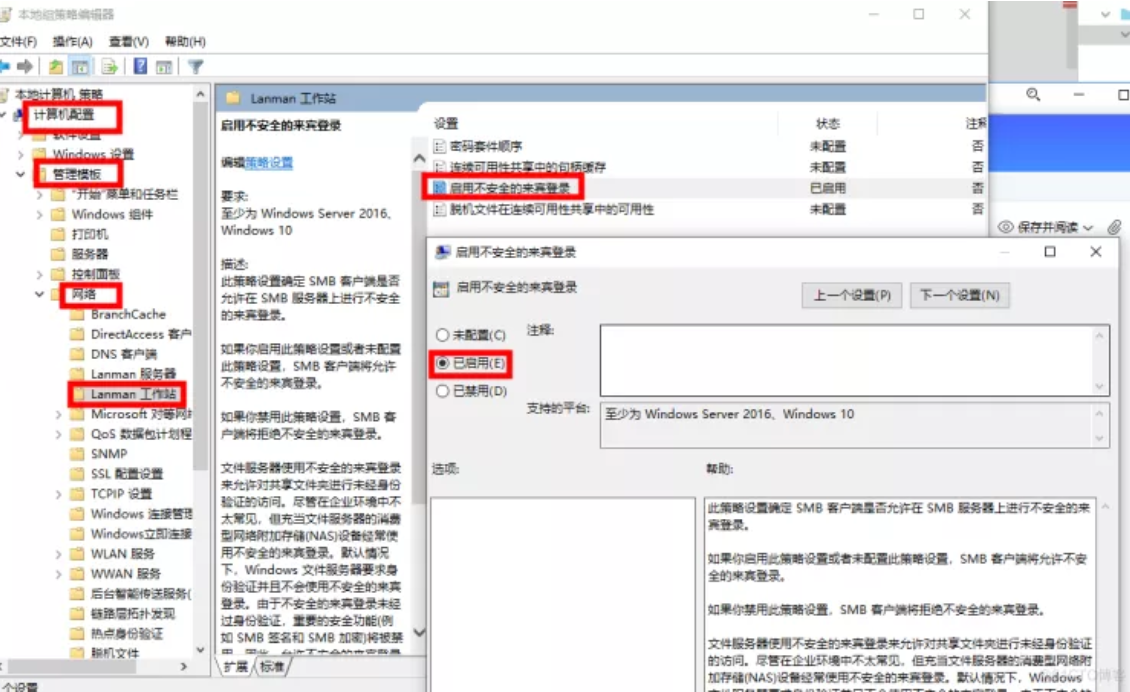 本地组策略编辑器
文件(F) 操作(A) 查看(V) 帮助(H)
本地计算机 策略
计算机配置
软件设置
Windows 设置
管理模板
"开始"菜单和任务栏
Windows 组件
打印机
服务器
控制面板
网络
BranchCache
DirectAccess 客户
DNS 客户端
Lanman 服务器
Lanman 工作站
Microsoft 对等网
QoS 数据包计划程
SNMP
SSL 配置设置
TCPIP 设置
Windows 连接管理
Windows立即连接
WLAN 服务
WWAN 服务
后台智能传送服务(
链路层拓扑发现
热点身份验证
脱机文件
个设置
Lanman 工作站
启用不安全的来宾登录
编辑策略设置
要求:
至少为 Windows Server 2016、
Windows 10
描述:
此策略设置确定 SMB 客户端是否
允许在 SMB 服务器上进行不安全
的来宾登录。
如果你启用此策略设置或者未配置
此策略设置，SMB 客户端将允许
不安全的来宾登录。
如果你禁用此策略设置，SMB 客
户端将拒绝不安全的来宾登录。
文件服务器使用不安全的来宾登录
来允许对共享文件夹进行未经身份
验证的访问。尽管在企业环境中不
太常见，但充当文件服务器的消费
型网络附加存储(NAS)设备经常使
用不安全的来宾登录。默认情况
下，Windows 文件服务器要求身
份验证并且不会使用不安全的来宾
登录。由于不安全的来宾登录未经
过身份验证，重要的安全功能(例
如 SMB 签名和 SMB 加密)将被禁
用。因此，允许不安全的来宾登录
扩展 标准
设置 状态 注释
密码套件顺序 未配置 否
连续可用性共享中的句柄缓存 未配置 否
启用不安全的来宾登录 已启用 否
脱机文件在连续可用性共享中的可用性 未配置 否
保存并阅读
启用不安全的来宾登录
启用不安全的来宾登录
上一个设置(P) 下一个设置(N)
未配置(C) 注释:
已启用(E)
已禁用(D)
支持的平台: 至少为 Windows Server 2016、Windows 10
选项: 帮助:
此策略设置确定 SMB 客户端是否允许在 SMB 服务器上进行不安全的来
宾登录。
如果你启用此策略设置或者未配置此策略设置，SMB 客户端将允许不安
全的来宾登录。
如果你禁用此策略设置，SMB 客户端将拒绝不安全的来宾登录。
文件服务器使用不安全的来宾登录来允许对共享文件夹进行未经身份验证
的访问。尽管在企业环境中不太常见，但充当文件服务器的消费型网络附
加存储(NAS)设备经常使用不安全的来宾登录。默认情况下，Windows